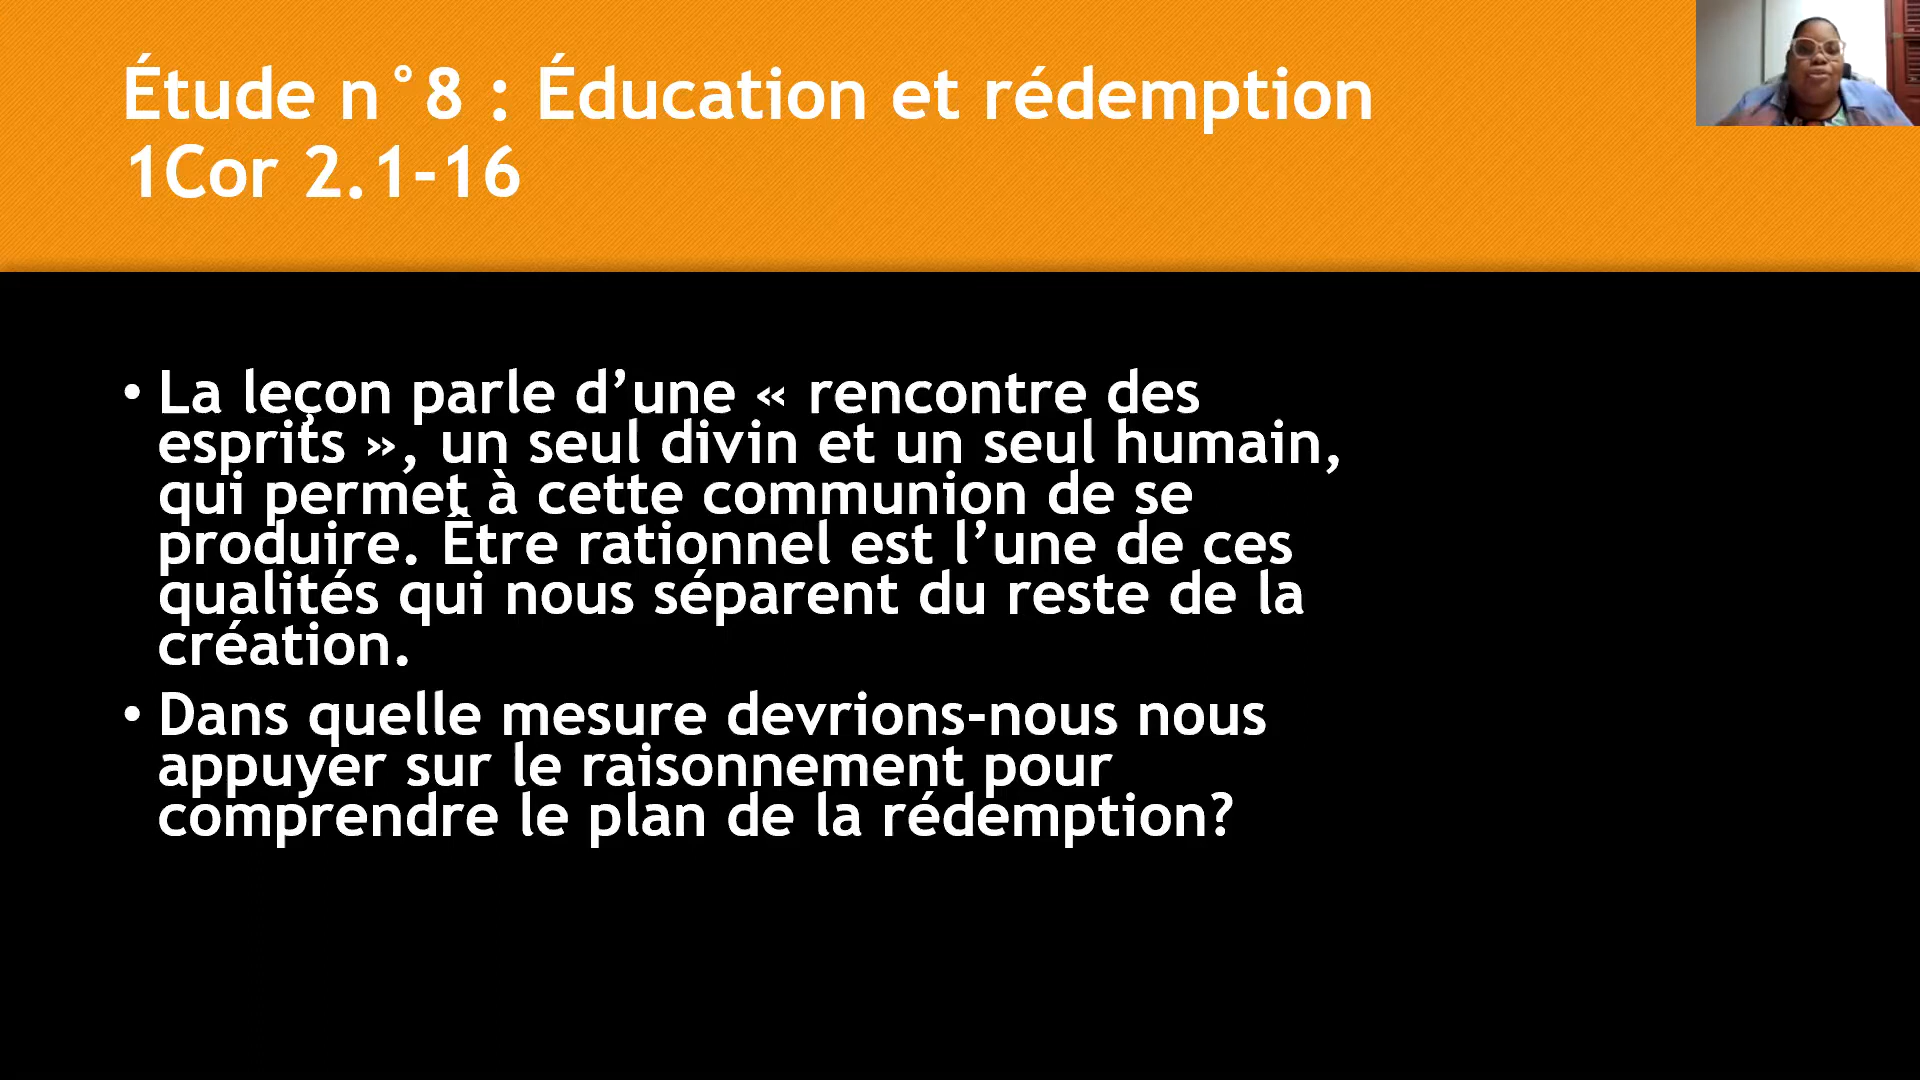 Étude n°8 : Éducation et rédemption
1Cor 2.1-16
• La leçon parle d’une « rencontre des
esprits », un seul divin et un seul humain,
qui permet à cette communion de se
produire. Être rationnel est l’une de ces
qualités qui nous séparent du reste de la
création.
• Dans quelle mesure devrions-nous nous
appuyer sur le raisonnement pour
comprendre le plan de la rédemption?